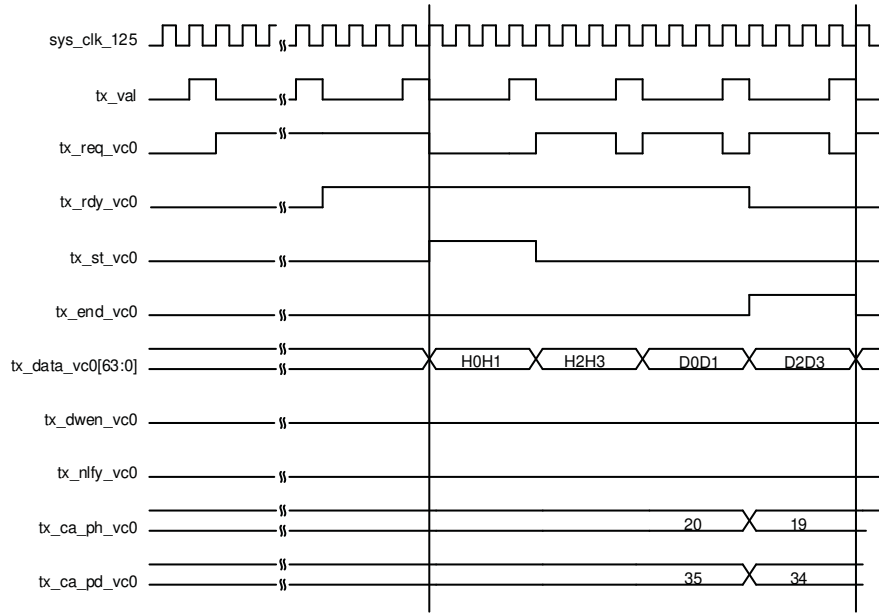 sys_clk_125
tx_val
tx_req_vc0
tx_rdy_vc0
tx_st_vc0
tx_end_vc0
tx_data_vc0[63:0] H0H1 H2H3 D0D1 D2D3
tx_dwen_vc0
tx_nlfy_vc0
tx_ca_ph_vc0 20 19
tx_ca_pd_vc0 35 34